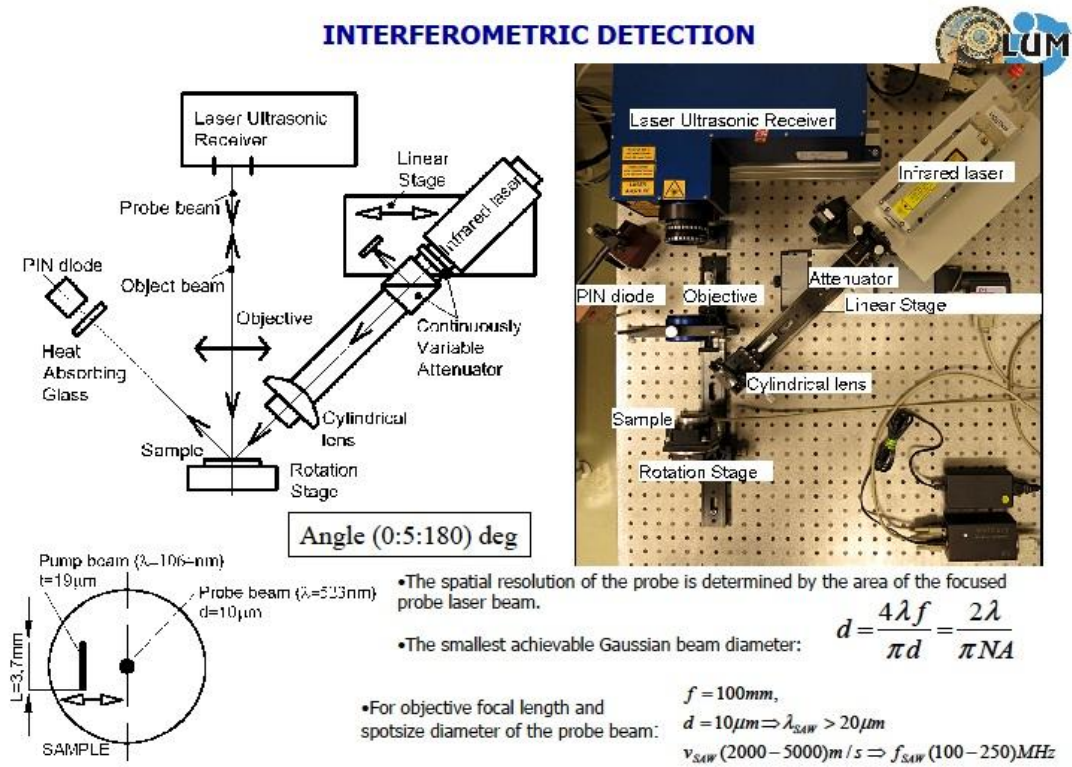 INTERFEROMETRIC DETECTION
LUM
Laser Ultrasonic
Receiver
Linear
Stage
Infrared laser
Probe beam
PIN diode
Object beam
Objective
Continuously
Variable
Attenuator
Heat
Absorbing
Glass
Cylindrical
lens
Sample
Rotation
Stage
Laser Ultrasonic Receiver
Infrared laser
Attenuator
PIN diode
Objective
Linear Stage
Cylindrical lens
Sample
Rotation Stage
Angle (0:5:180) deg
Pump beam (λ=1064nm)
t=19μm
Probe beam (λ=533nm)
d=10μm
L=3,7mm
SAMPLE
•The spatial resolution of the probe is determined by the area of the focused
probe laser beam.
•The smallest achievable Gaussian beam diameter:
d = 4λf / πd = 2λ / πNA
•For objective focal length and
spotsize diameter of the probe beam:
f = 100mm,
d = 10μm ⇒ λSAW > 20μm
vSAW (2000 – 5000)m / s ⇒ fSAW (100 – 250)MHz